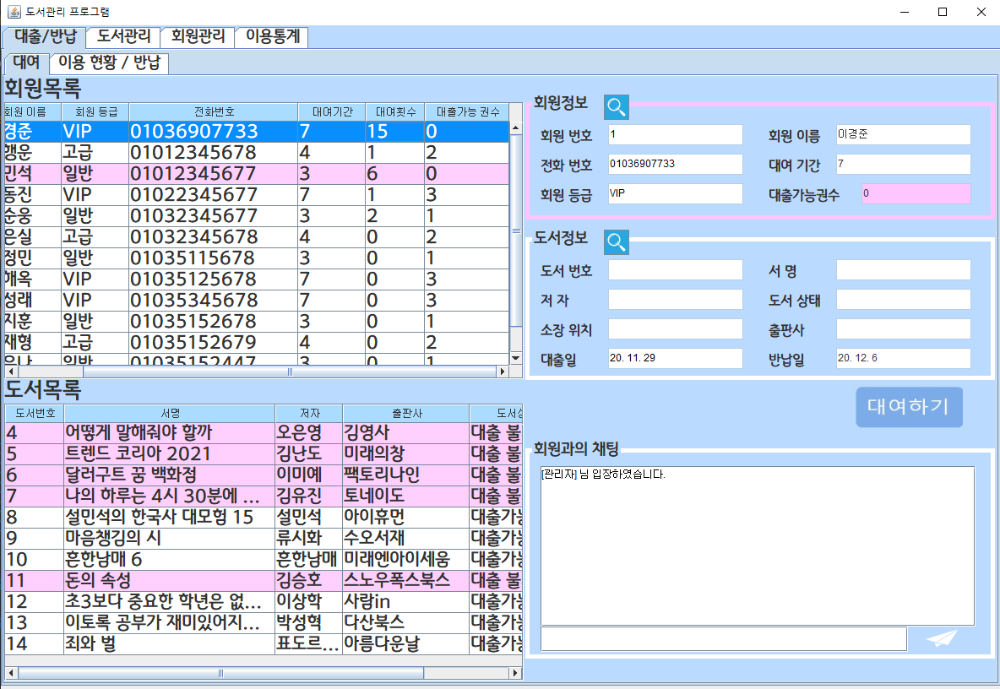 도서관리 프로그램
대출/반납 도서관리 회원관리 이용통계
대여 이용 현황 / 반납
회원목록
회원 이름 회원 등급 전화번호 대여기간 대여횟수 대출가능 권수
경준 VIP 01036907733 7 15 0
행운 고급 01012345678 4 1 2
민석 일반 01012345677 3 6 0
동진 VIP 01022345677 7 1 3
순웅 일반 01032345677 3 2 1
은실 고급 01032345678 4 0 2
정민 일반 01035115678 3 0 1
해옥 VIP 01035125678 7 0 3
성래 VIP 01035345678 7 0 3
지훈 일반 01035152678 3 0 1
재형 고급 01035152679 4 0 2
일반 01035152447 3 0 1
도서목록
도서번호 서명 저자 출판사 도서상
4 어떻게 말해줘야 할까 오은영 김영사 대출 불
5 트렌드 코리아 2021 김난도 미래의창 대출 불
6 달러구트 꿈 백화점 이미예 팩토리나인 대출 불
7 나의 하루는 4시 30분에 ... 김유진 토네이도 대출 불
8 설민석의 한국사 대모험 15 설민석 아이휴먼 대출가능
9 마음챙김의 시 류시화 수오서재 대출가능
10 흔한남매 6 흔한남매 미래엔아이세움 대출가능
11 돈의 속성 김승호 스노우폭스북스 대출 불
12 초3보다 중요한 학년은 없... 이상학 사람in 대출가능
13 이토록 공부가 재미있어지... 박성혁 다산북스 대출가능
14 죄와 벌 표도르... 아름다운날 대출가능
회원정보
회원 번호 1 회원 이름 이경준
전화 번호 01036907733 대여 기간 7
회원 등급 VIP 대출가능권수 0
도서정보
도서 번호 서 명
저 자 도서 상태
소장 위치 출판사
대출일 20. 11. 29 반납일 20. 12. 6
대여하기
회원과의 채팅
[관리자] 님 입장하였습니다.